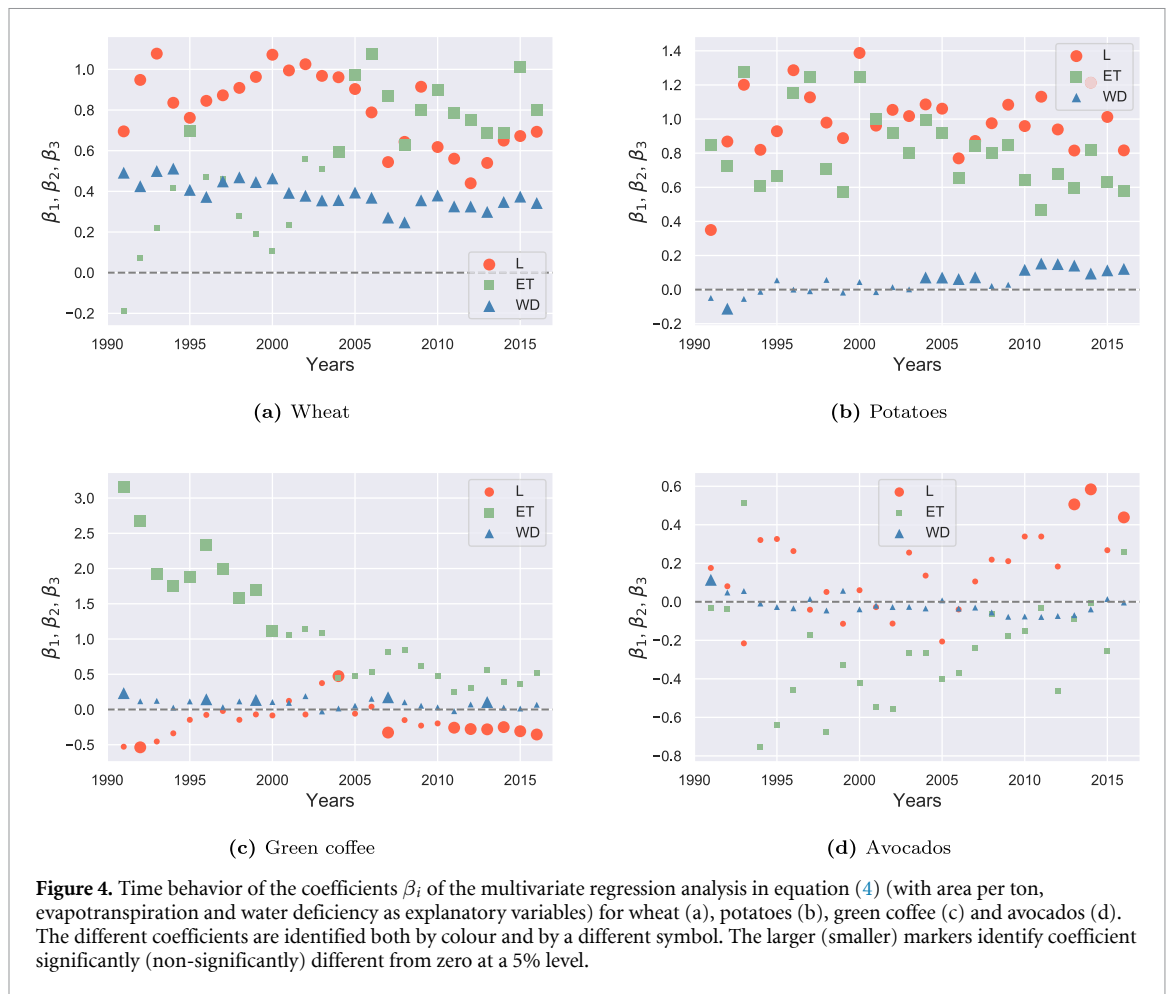 1.0
0.8
0.6
0.4
0.2
0.0
−0.2
β1, β2, β3
L
ET
WD
1990 1995 2000 2005 2010 2015
Years
(a) Wheat
1.4
1.2
1.0
0.8
0.6
0.4
0.2
0.0
−0.2
β1, β2, β3
L
ET
WD
1990 1995 2000 2005 2010 2015
Years
(b) Potatoes
3.0
2.5
2.0
1.5
1.0
0.5
0.0
−0.5
β1, β2, β3
L
ET
WD
1990 1995 2000 2005 2010 2015
Years
(c) Green coffee
0.6
0.4
0.2
0.0
−0.2
−0.4
−0.6
−0.8
β1, β2, β3
L
ET
WD
1990 1995 2000 2005 2010 2015
Years
(d) Avocados
Figure 4. Time behavior of the coefficients βi of the multivariate regression analysis in equation (4) (with area per ton,
evapotranspiration and water deficiency as explanatory variables) for wheat (a), potatoes (b), green coffee (c) and avocados (d).
The different coefficients are identified both by colour and by a different symbol. The larger (smaller) markers identify coefficient
significantly (non-significantly) different from zero at a 5% level.